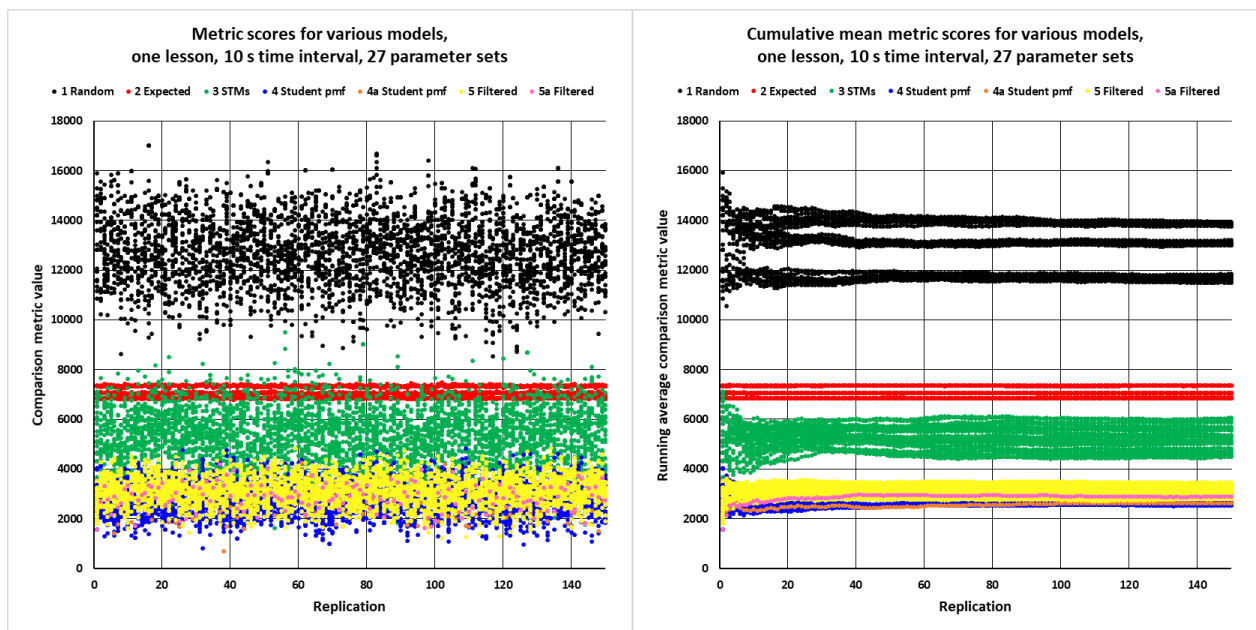 Metric scores for various models,
one lesson, 10 s time interval, 27 parameter sets
1 Random 2 Expected 3 STMs 4 Student pmf 4a Student pmf 5 Filtered 5a Filtered
18000
16000
14000
12000
10000
8000
6000
4000
2000
0
Comparison metric value
0 20 40 60 80 100 120 140
Replication
Cumulative mean metric scores for various models,
one lesson, 10 s time interval, 27 parameter sets
1 Random 2 Expected 3 STMs 4 Student pmf 4a Student pmf 5 Filtered 5a Filtered
18000
16000
14000
12000
10000
8000
6000
4000
2000
0
Running average comparison metric value
0 20 40 60 80 100 120 140
Replication